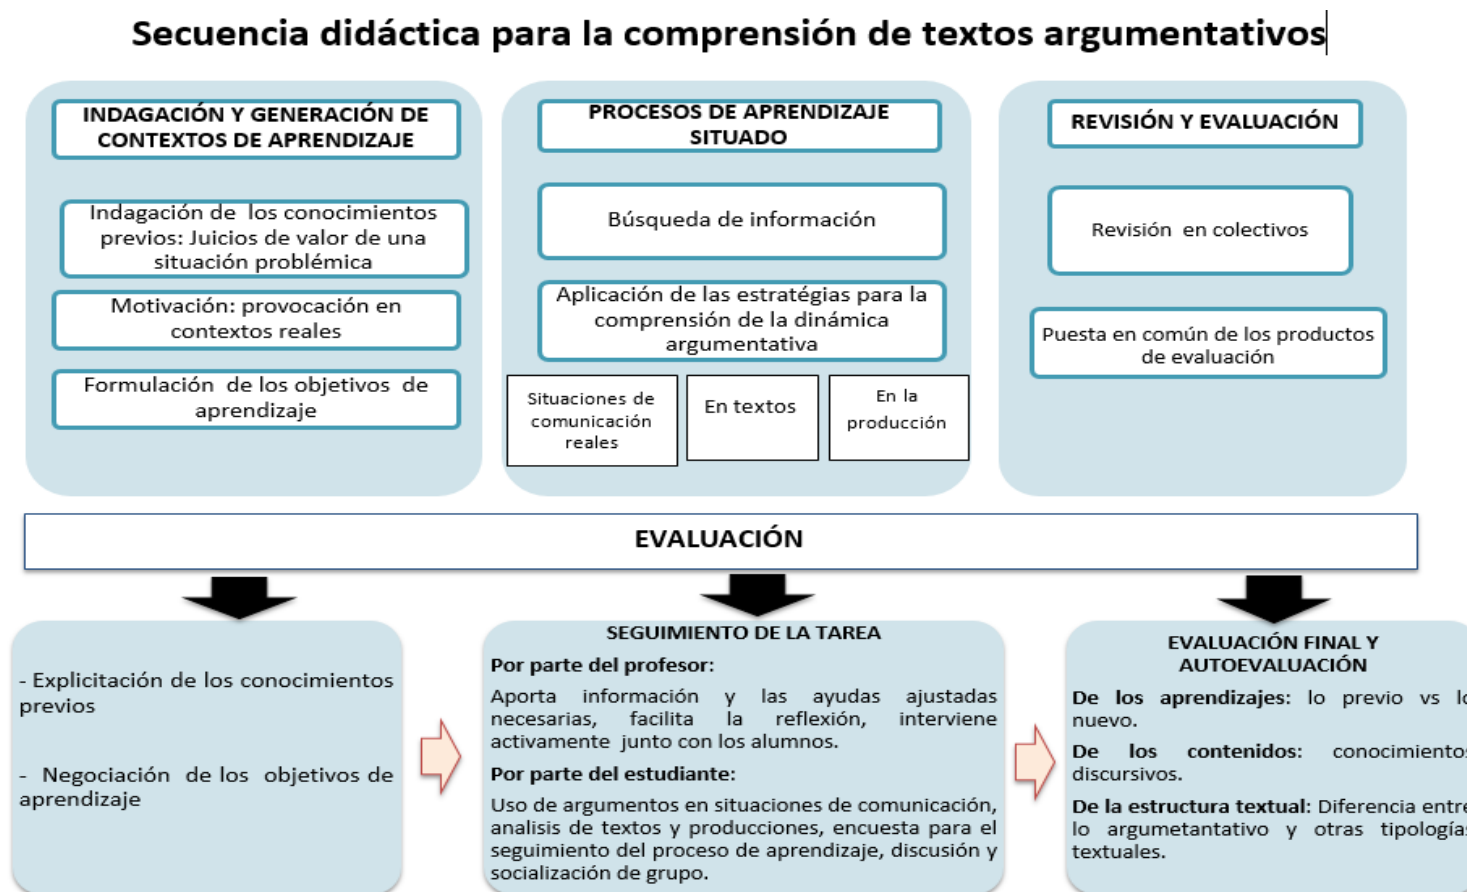 Secuencia didáctica para la comprensión de textos argumentativos
INDAGACIÓN Y GENERACIÓN DE
CONTEXTOS DE APRENDIZAJE
Indagación de los conocimientos
previos: Juicios de valor de una
situación problémica
Motivación: provocación en
contextos reales
Formulación de los objetivos de
aprendizaje
PROCESOS DE APRENDIZAJE
SITUADO
Búsqueda de información
Aplicación de las estratégias para la
comprensión de la dinámica
argumentativa
Situaciones de
comunicación
reales
En textos
En la
producción
REVISIÓN Y EVALUACIÓN
Revisión en colectivos
Puesta en común de los productos
de evaluación
EVALUACIÓN
- Explicitación de los conocimientos
previos
- Negociación de los objetivos de
aprendizaje
SEGUIMIENTO DE LA TAREA
Por parte del profesor:
Aporta información y las ayudas ajustadas
necesarias, facilita la reflexión, interviene
activamente junto con los alumnos.
Por parte del estudiante:
Uso de argumentos en situaciones de comunicación,
analisis de textos y producciones, encuesta para el
seguimiento del proceso de aprendizaje, discusión y
socialización de grupo.
EVALUACIÓN FINAL Y
AUTOEVALUACIÓN
De los aprendizajes: lo previo vs lo
nuevo.
De los contenidos: conocimientos
discursivos.
De la estructura textual: Diferencia entre
lo argumetantativo y otras tipologías
textuales.